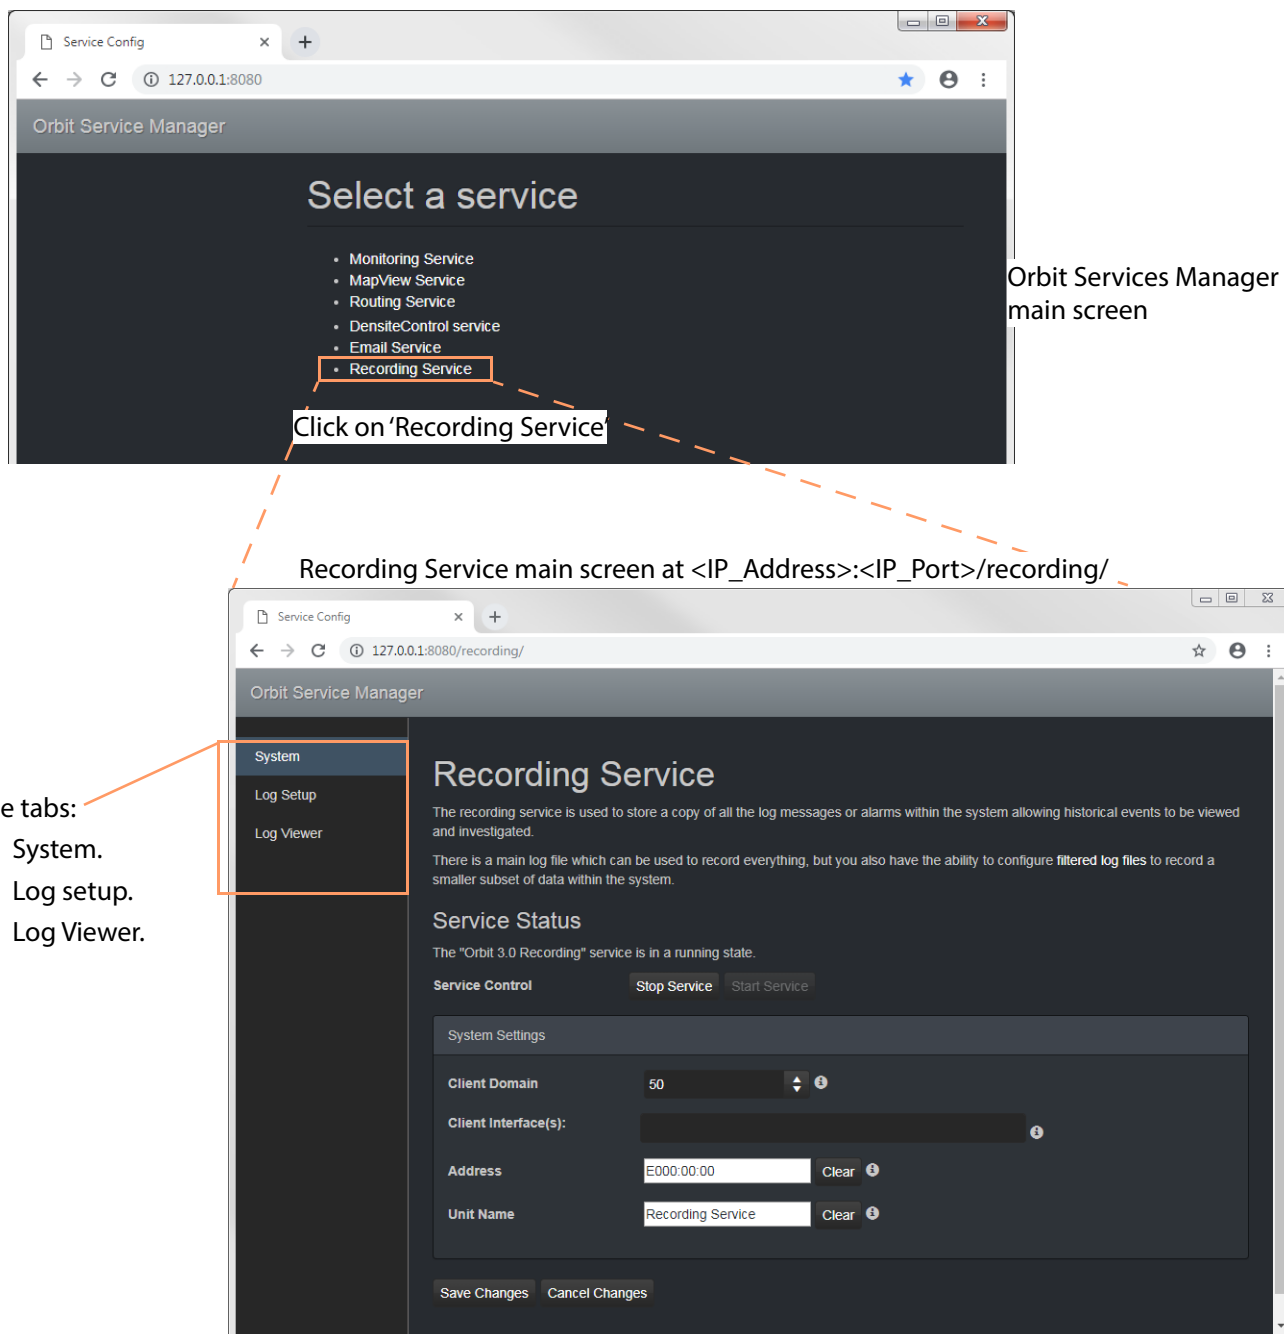 Service Config
127.0.0.1:8080
Orbit Service Manager
Select a service
Monitoring Service
MapView Service
Routing Service
DensiteControl service
Email Service
Recording Service
Orbit Services Manager
main screen
Click on ‘Recording Service’
Recording Service main screen at <IP_Address>:<IP_Port>/recording/
Service Config
127.0.0.1:8080/recording/
Orbit Service Manager
System
Log Setup
Log Viewer
e tabs:
System.
Log setup.
Log Viewer.
Recording Service
The recording service is used to store a copy of all the log messages or alarms within the system allowing historical events to be viewed
and investigated.
There is a main log file which can be used to record everything, but you also have the ability to configure filtered log files to record a
smaller subset of data within the system.
Service Status
The "Orbit 3.0 Recording" service is in a running state.
Service Control Stop Service Start Service
System Settings
Client Domain 50
Client Interface(s):
Address E000:00:00 Clear
Unit Name Recording Service Clear
Save Changes Cancel Changes